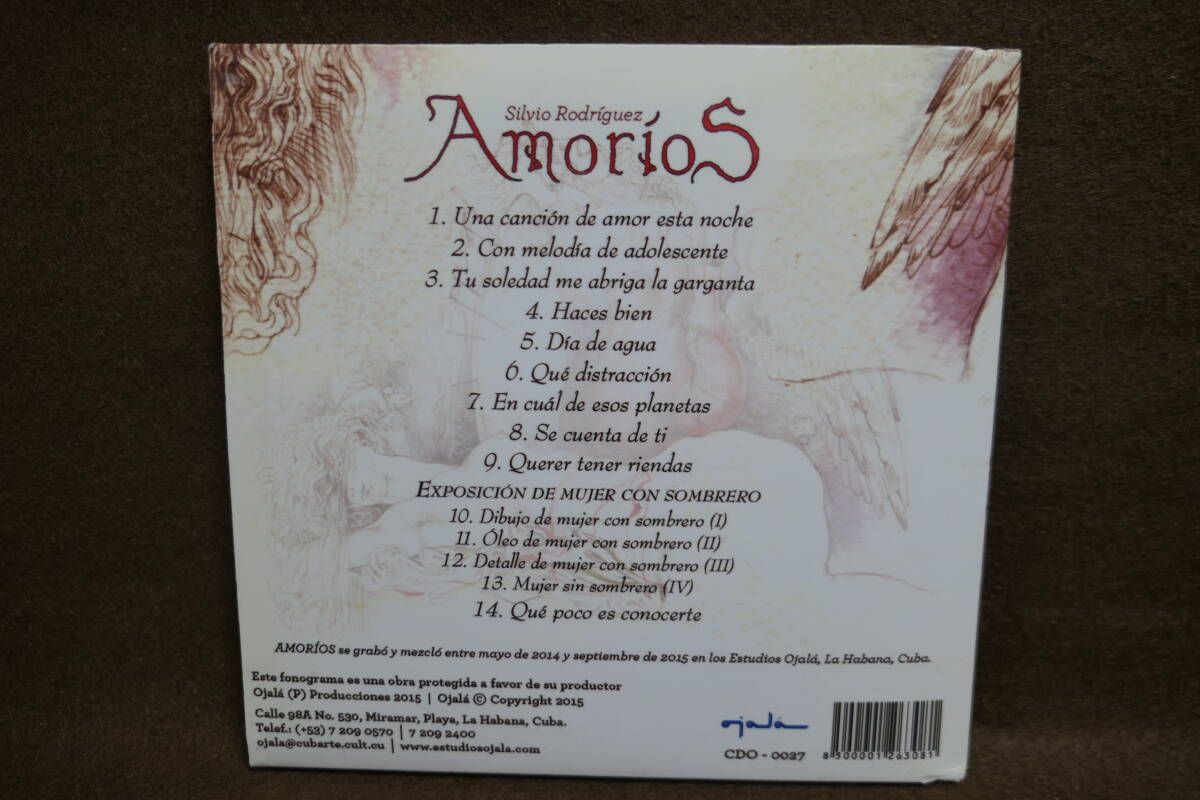 Silvio Rodríguez
AmoríoS
1. Una canción de amor esta noche
2. Con melodía de adolescente
3. Tu soledad me abriga la garganta
4. Haces bien
5. Día de agua
6. Qué distracción
7. En cuál de esos planetas
8. Se cuenta de ti
9. Querer tener riendas
EXPOSICIÓN DE MUJER CON SOMBRERO
10. Dibujo de mujer con sombrero (I)
11. Óleo de mujer con sombrero (II)
12. Detalle de mujer con sombrero (III)
13. Mujer sin sombrero (IV)
14. Qué poco es conocerte
AMORÍOS se grabó y mezcló entre mayo de 2014 y septiembre de 2015 en los Estudios Ojalá, La Habana, Cuba.
Este fonograma es una obra protegida a favor de su productor
Ojalá (P) Producciones 2015 | Ojalá © Copyright 2015
Calle 98A No. 530, Miramar, Playa, La Habana, Cuba.
Telef.: (+53) 7 209 0570 | 7 209 2400
ojala@cubarte.cult.cu | www.estudiosojala.com
ojalá
CDO - 0027
8 500001 263081